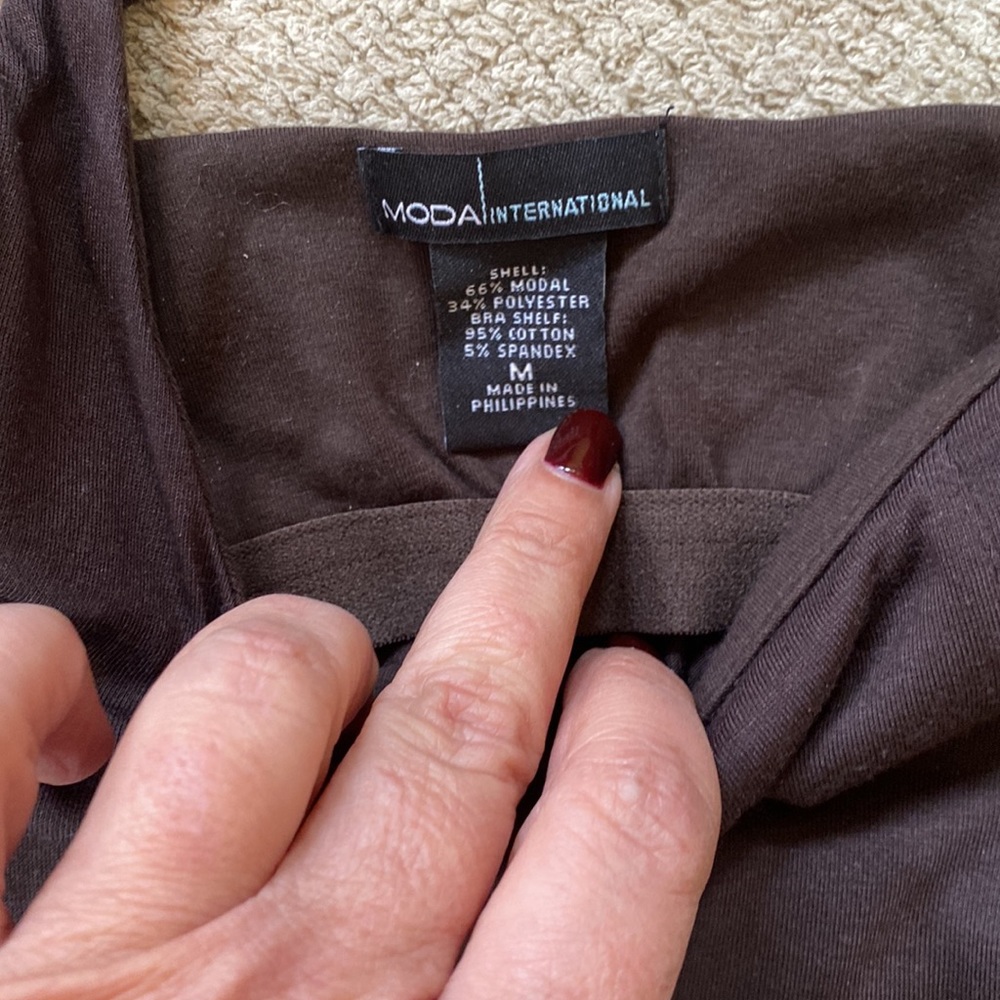 MODA INTERNATIONAL
SHELL:
66% MODAL
34% POLYESTER
BRA SHELF:
95% COTTON
5% SPANDEX
M
MADE IN
PHILIPPINES